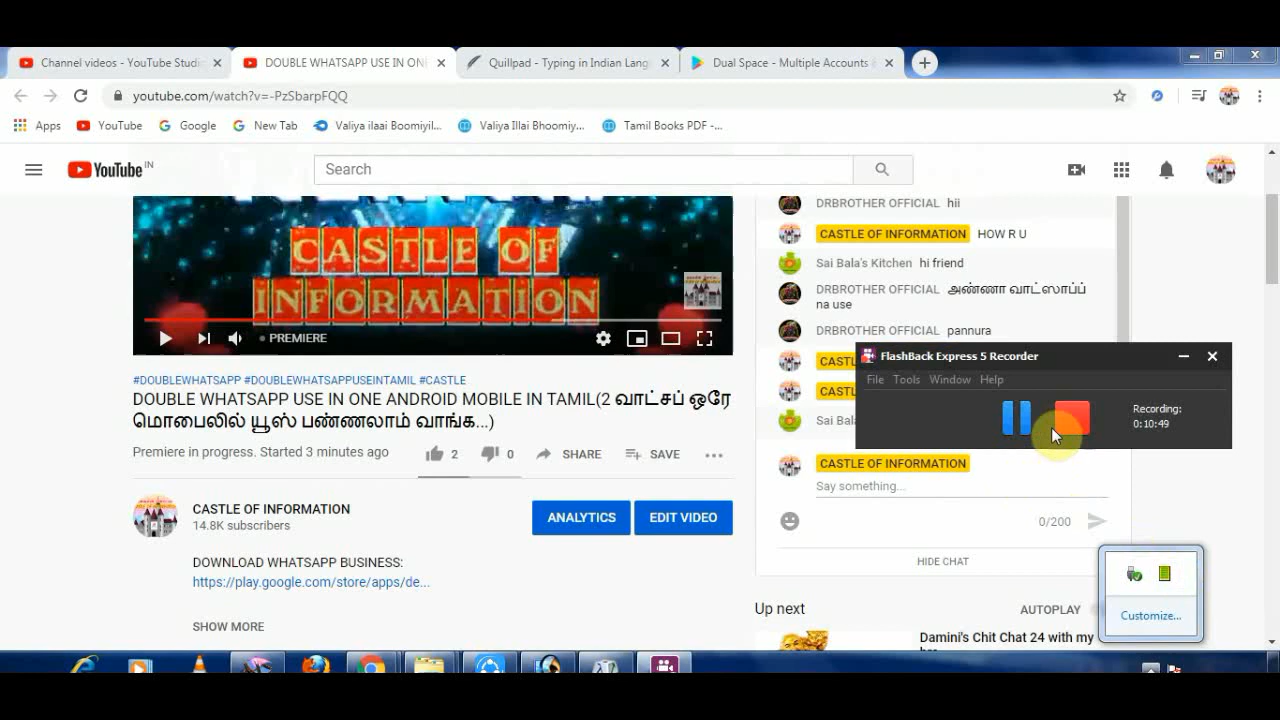 Channel videos - YouTube Studi
DOUBLE WHATSAPP USE IN ONE
Quillpad - Typing in Indian Lang
Dual Space - Multiple Accounts &
youtube.com/watch?v=-PzSbarpFQQ
Apps YouTube Google New Tab Valiya ilaai Boomiyil... Valiya Illai Bhoomiy... Tamil Books PDF -...
YouTube IN
Search
CASTLE OF
INFORMATION
PREMIERE
#DOUBLEWHATSAPP #DOUBLEWHATSAPPUSEINTAMIL #CASTLE
DOUBLE WHATSAPP USE IN ONE ANDROID MOBILE IN TAMIL(2 வாட்சப் ஒரே
மொபைலில் யூஸ் பண்ணலாம் வாங்க...)
Premiere in progress. Started 3 minutes ago
2 0 SHARE SAVE
CASTLE OF INFORMATION
14.8K subscribers
ANALYTICS EDIT VIDEO
DOWNLOAD WHATSAPP BUSINESS:
https://play.google.com/store/apps/de...
SHOW MORE
DRBROTHER OFFICIAL hii
CASTLE OF INFORMATION HOW R U
Sai Bala's Kitchen hi friend
DRBROTHER OFFICIAL அண்ணா வாட்ஸாப்ப்
na use
DRBROTHER OFFICIAL pannura
CASTL
CASTL
Sai Bala
FlashBack Express 5 Recorder
File Tools Window Help
Recording:
0:10:49
CASTLE OF INFORMATION
Say something...
0/200
HIDE CHAT
Up next AUTOPLAY
Damini's Chit Chat 24 with my
Customize...